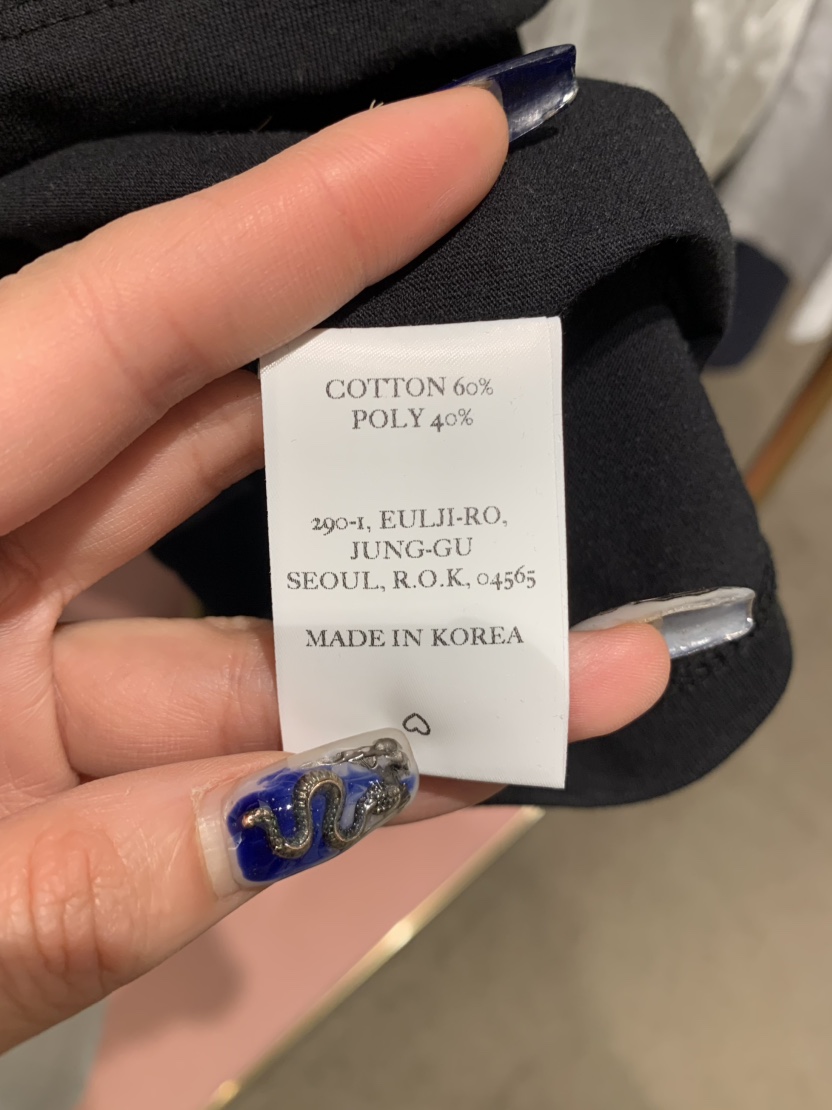 COTTON 60%
POLY 40%
290-1, EULJI-RO,
JUNG-GU
SEOUL, R.O.K, 04565
MADE IN KOREA